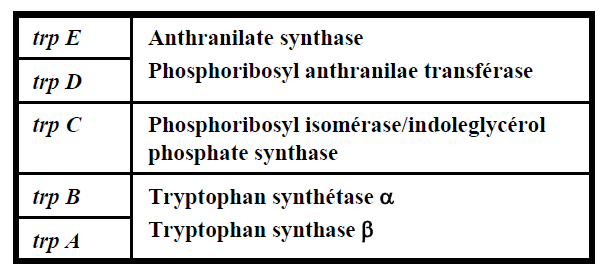 trp E Anthranilate synthase
trp D Phosphoribosyl anthranilae transférase
trp C Phosphoribosyl isomérase/indoleglycérol
phosphate synthase
trp B Tryptophan synthétase α
trp A Tryptophan synthase β